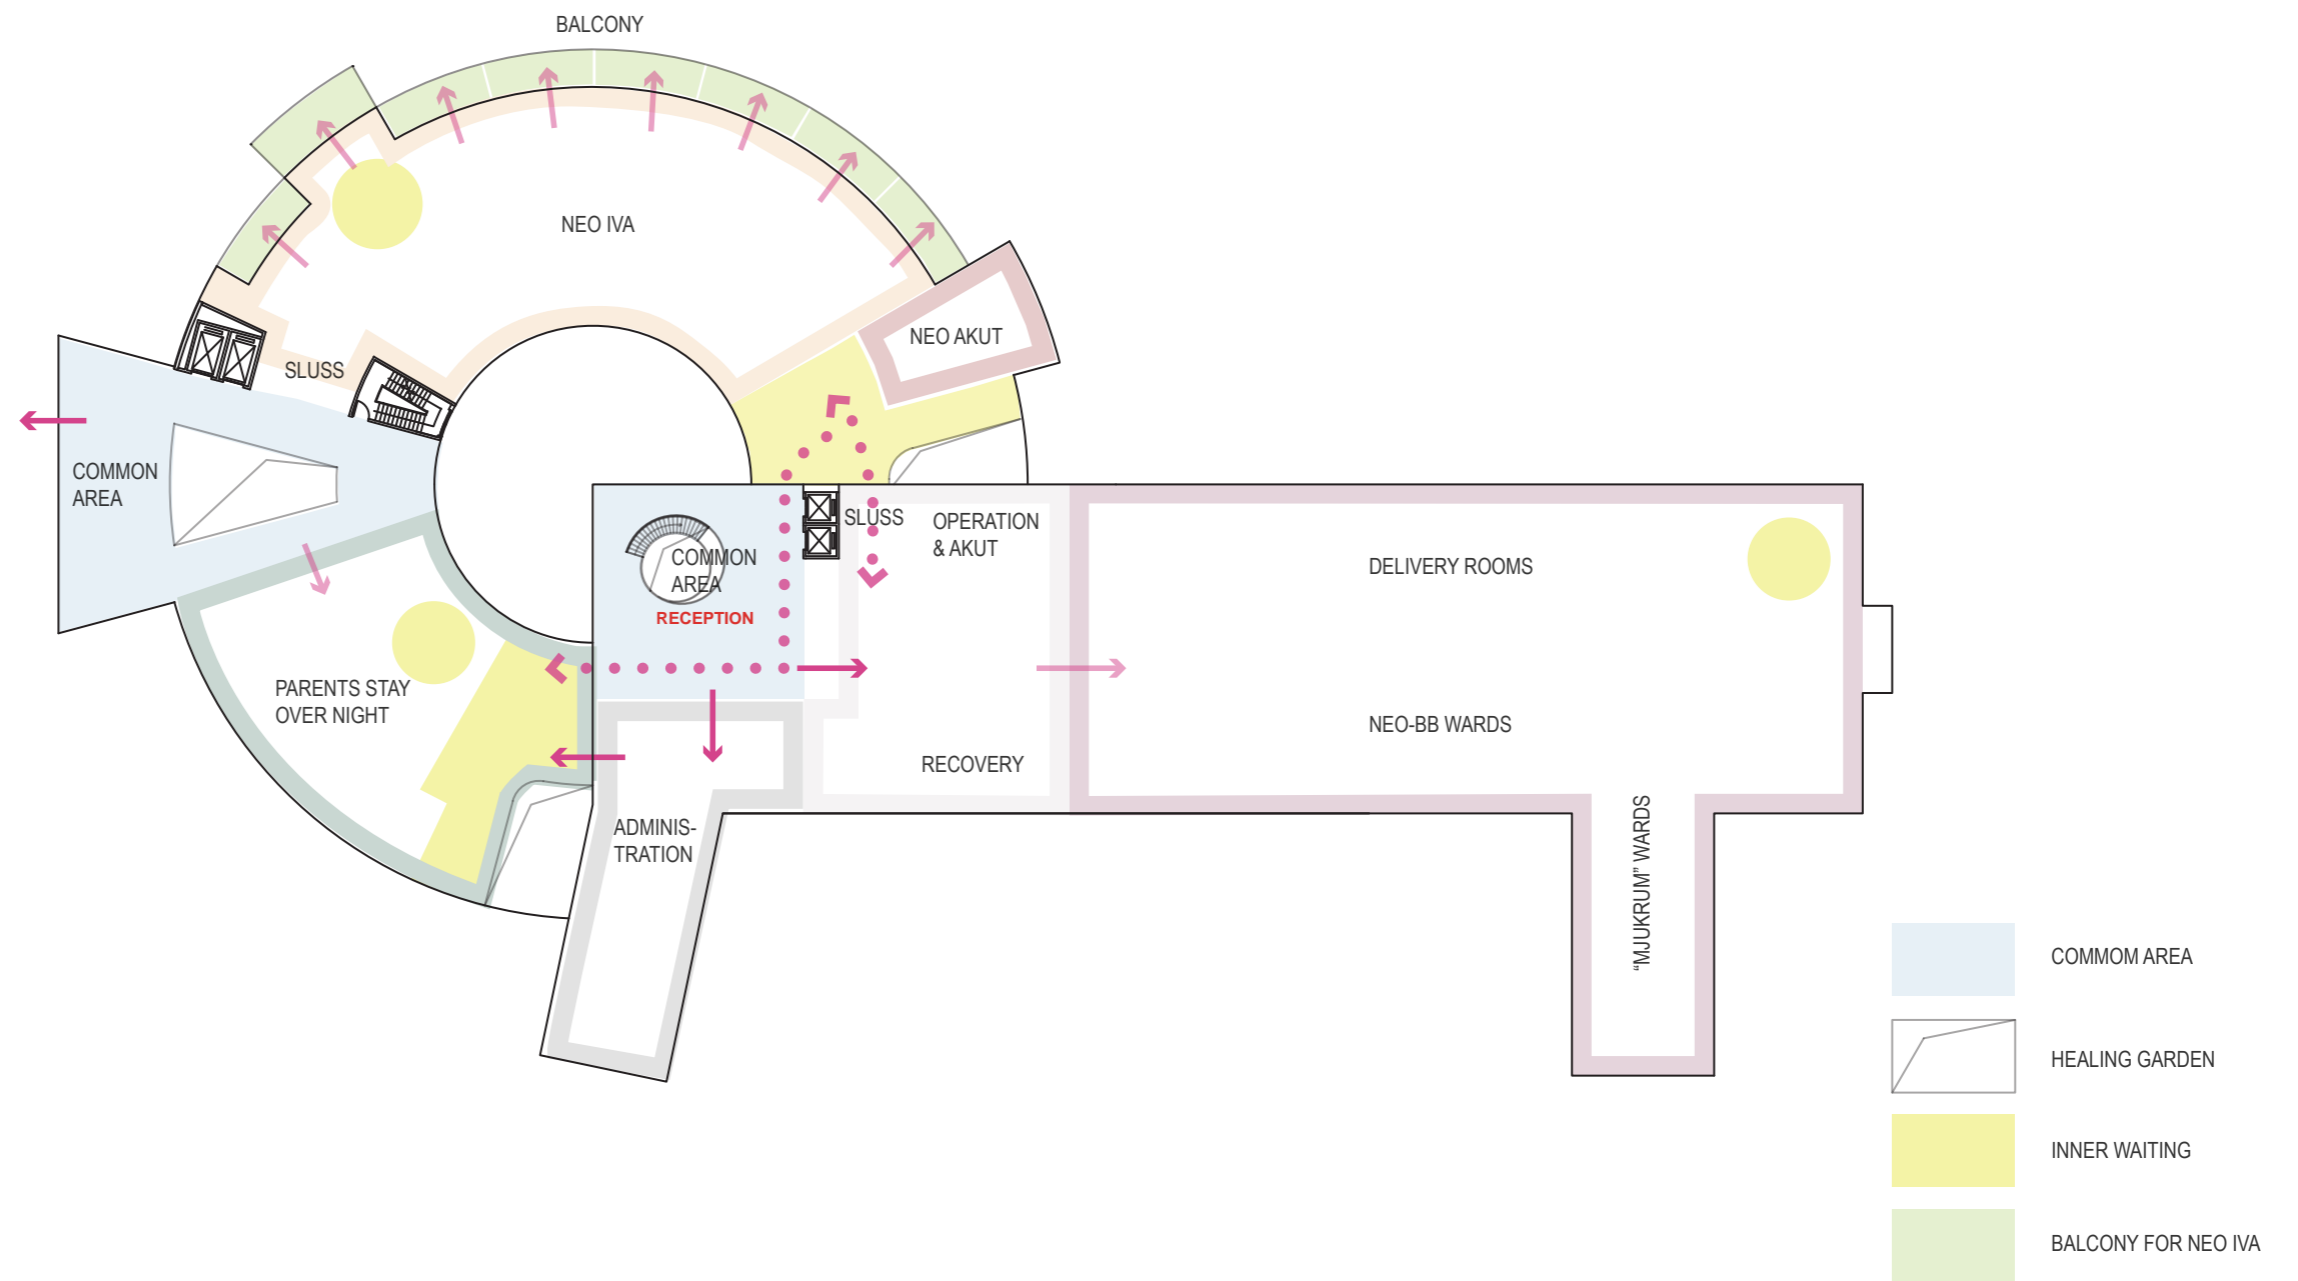 BALCONY
NEO IVA
NEO AKUT
SLUSS
COMMON
AREA
SLUSS
OPERATION
& AKUT
COMMON
AREA
RECEPTION
DELIVERY ROOMS
PARENTS STAY
OVER NIGHT
NEO-BB WARDS
RECOVERY
ADMINIS-
TRATION
“MJUKRUM” WARDS
COMMOM AREA
HEALING GARDEN
INNER WAITING
BALCONY FOR NEO IVA